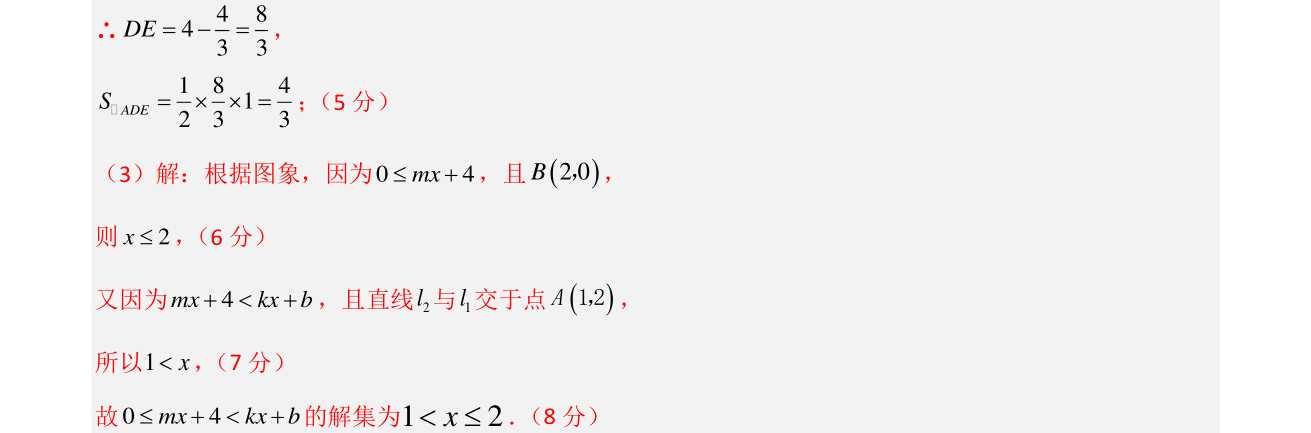 ∴ DE = 4 − 4/3 = 8/3，
S□ADE = 1/2 × 8/3 × 1 = 4/3；（5 分）
（3）解：根据图象，因为 0 ≤ mx + 4，且 B(2,0)，
则 x ≤ 2，（6 分）
又因为 mx + 4 < kx + b，且直线 l₂ 与 l₁ 交于点 A(1,2)，
所以 1 < x，（7 分）
故 0 ≤ mx + 4 < kx + b 的解集为 1 < x ≤ 2．（8 分）